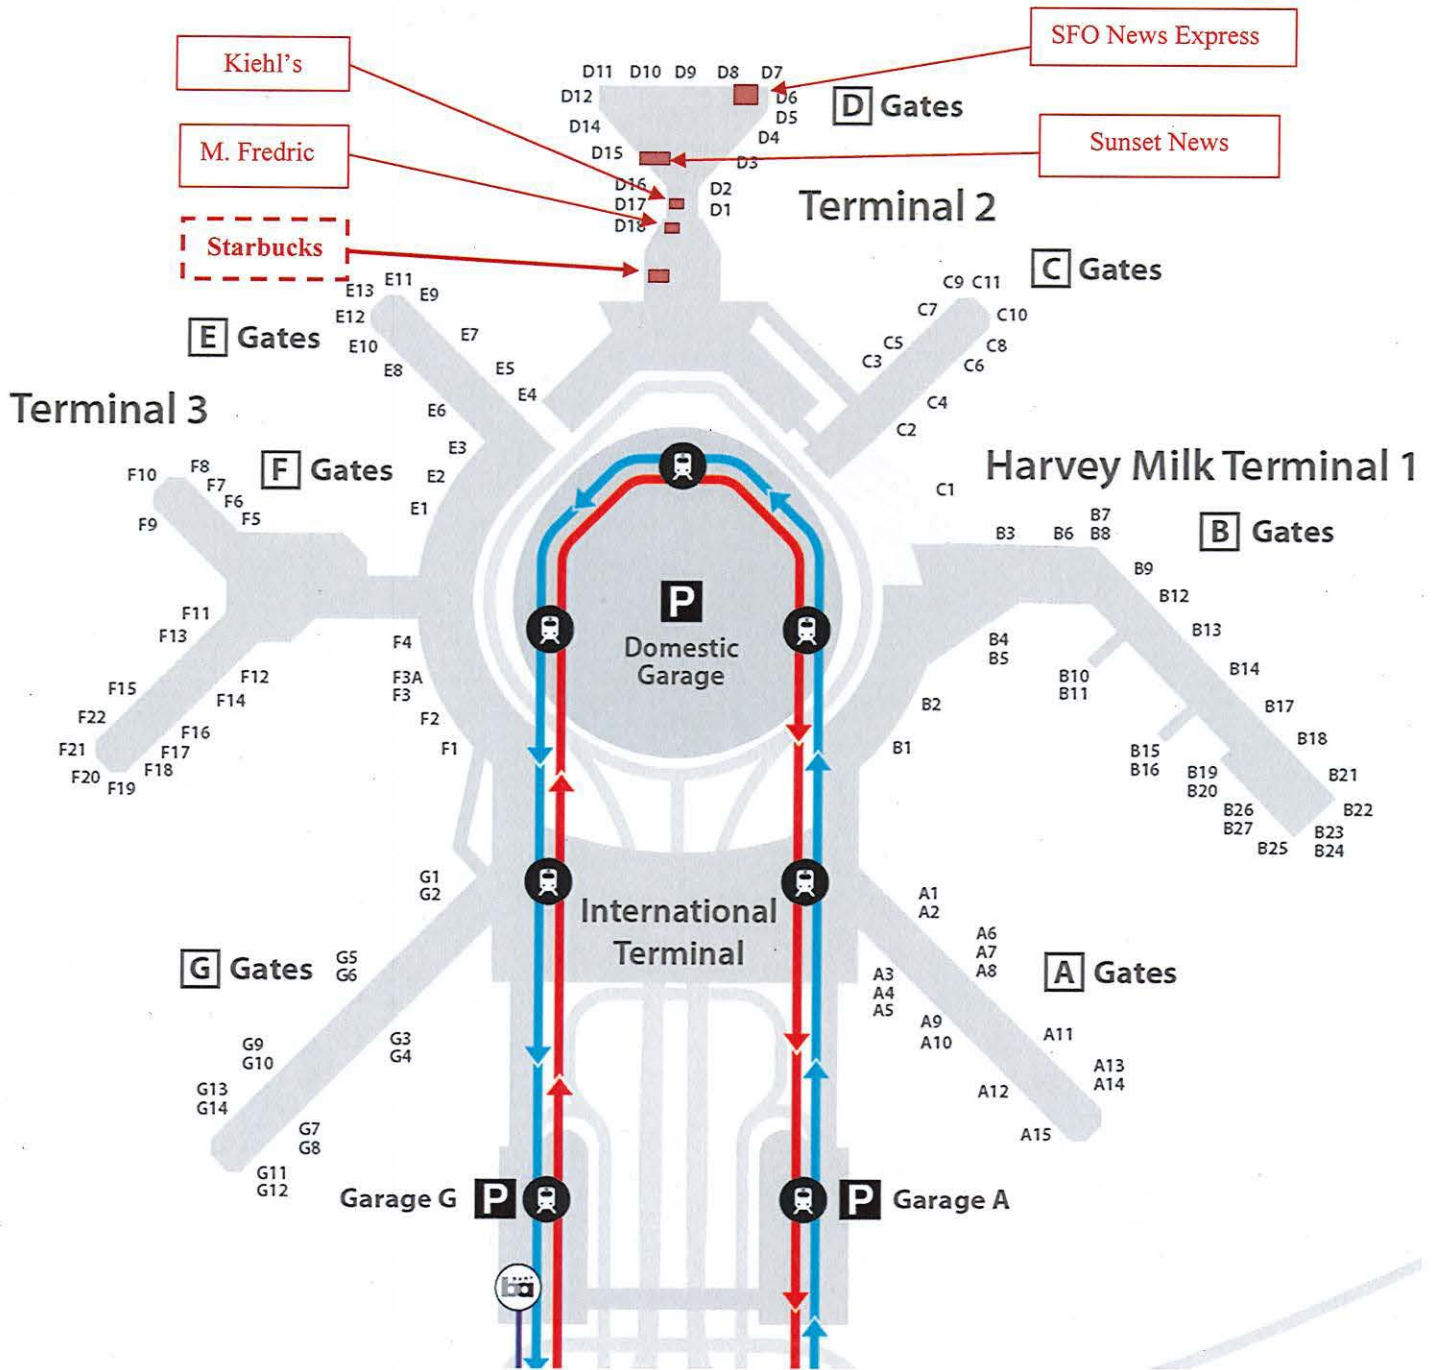 SFO News Express
Kiehl's
D11 D10 D9 D8 D7
D12
D6
D5
D Gates
D14
D4
M. Fredric
D15
D3
Sunset News
D16
D17
D18
D2
D1
Terminal 2
Starbucks
E13
E11
E9
E12
E10
E8
E7
E5
E4
E6
E3
E2
E1
E Gates
C9 C11
C7
C10
C5
C8
C3
C6
C4
C2
C1
C Gates
Terminal 3
F Gates
F10
F8
F7
F6
F5
F9
F11
F13
F15
F22
F21
F20
F19
F18
F17
F16
F14
F12
F4
F3A
F3
F2
F1
Harvey Milk Terminal 1
B Gates
B3
B6
B7
B8
B9
B12
B13
B14
B17
B18
B21
B22
B23
B24
B25
B26
B27
B19
B20
B15
B16
B10
B11
B4
B5
B2
B1
P
Domestic
Garage
International
Terminal
G1
G2
G Gates
G5
G6
G3
G4
G9
G10
G13
G14
G7
G8
G11
G12
A1
A2
A6
A7
A8
A Gates
A3
A4
A5
A9
A10
A11
A13
A14
A12
A15
Garage G P
P Garage A
ba